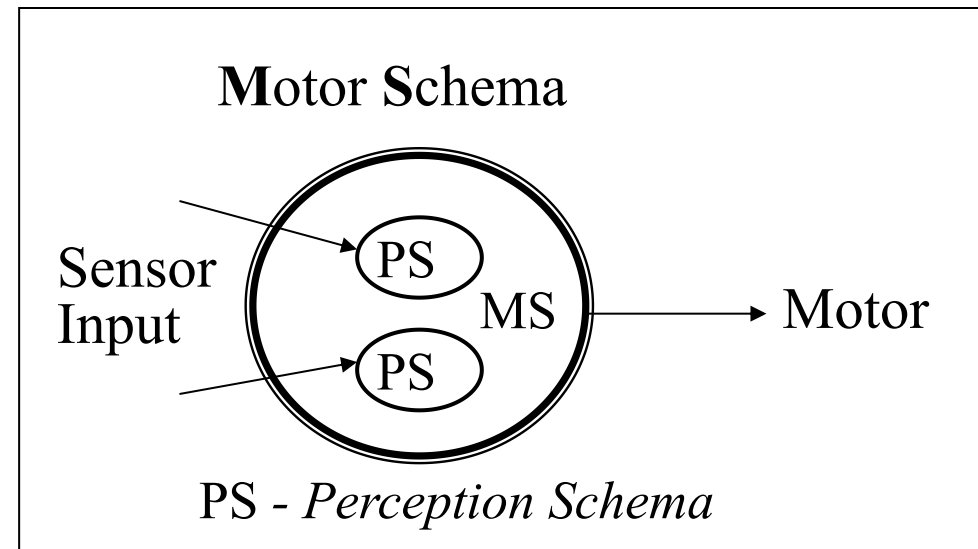 Motor Schema
PS
Sensor
Input
MS
Motor
PS
PS - Perception Schema